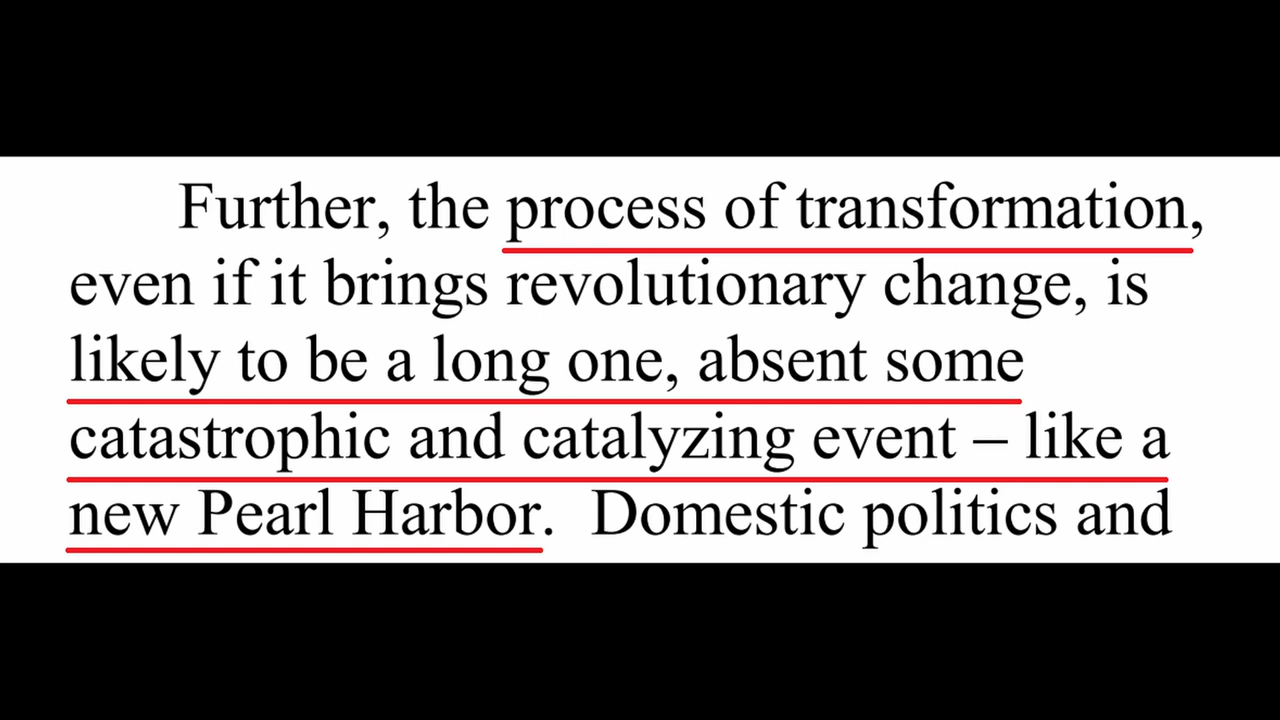 Further, the process of transformation,
even if it brings revolutionary change, is
likely to be a long one, absent some
catastrophic and catalyzing event – like a
new Pearl Harbor.  Domestic politics and